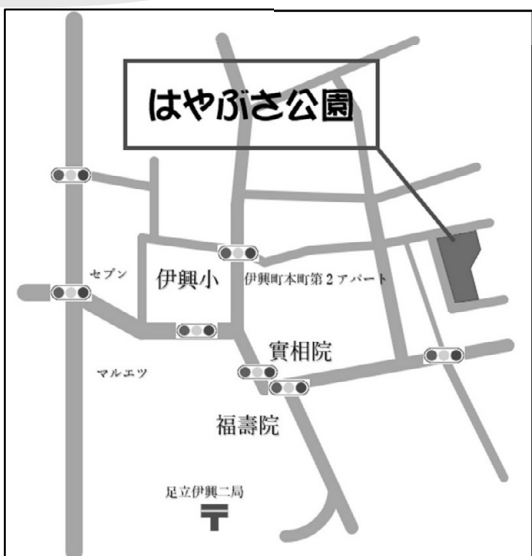 はやぶさ公園
セブン
伊興小
伊興町本町第2アパート
實相院
マルエツ
福壽院
足立伊興二局
〒